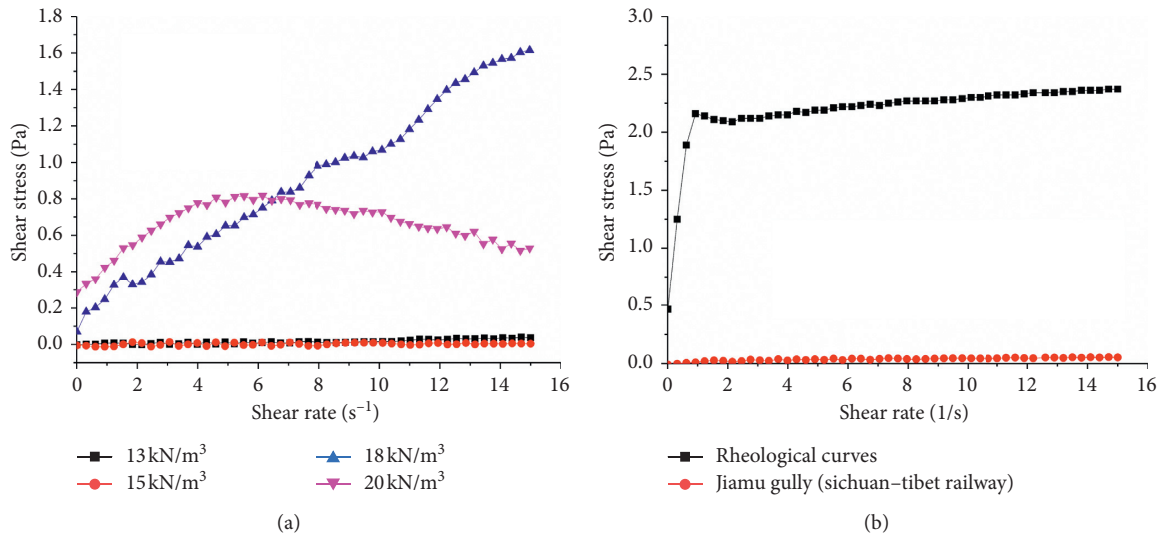 1.8
1.6
1.4
1.2
1.0
0.8
0.6
0.4
0.2
0.0
Shear stress (Pa)
0 2 4 6 8 10 12 14 16
Shear rate (s⁻¹)
13 kN/m³
15 kN/m³
18 kN/m³
20 kN/m³
(a)
3.0
2.5
2.0
1.5
1.0
0.5
0.0
Shear stress (Pa)
0 2 4 6 8 10 12 14 16
Shear rate (1/s)
Rheological curves
Jiamu gully (sichuan–tibet railway)
(b)